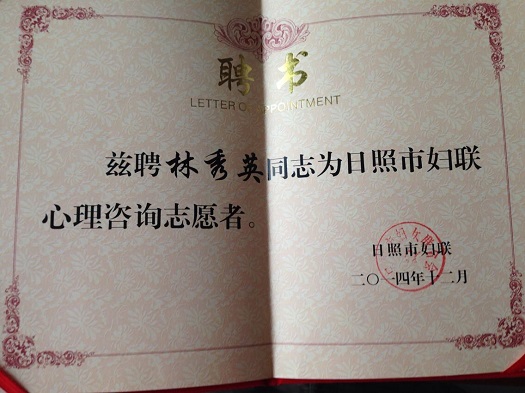 聘书
LETTER OF APPOINTMENT
兹聘林秀英同志为日照市妇联
心理咨询志愿者。
日照市妇联
二〇一四年十二月